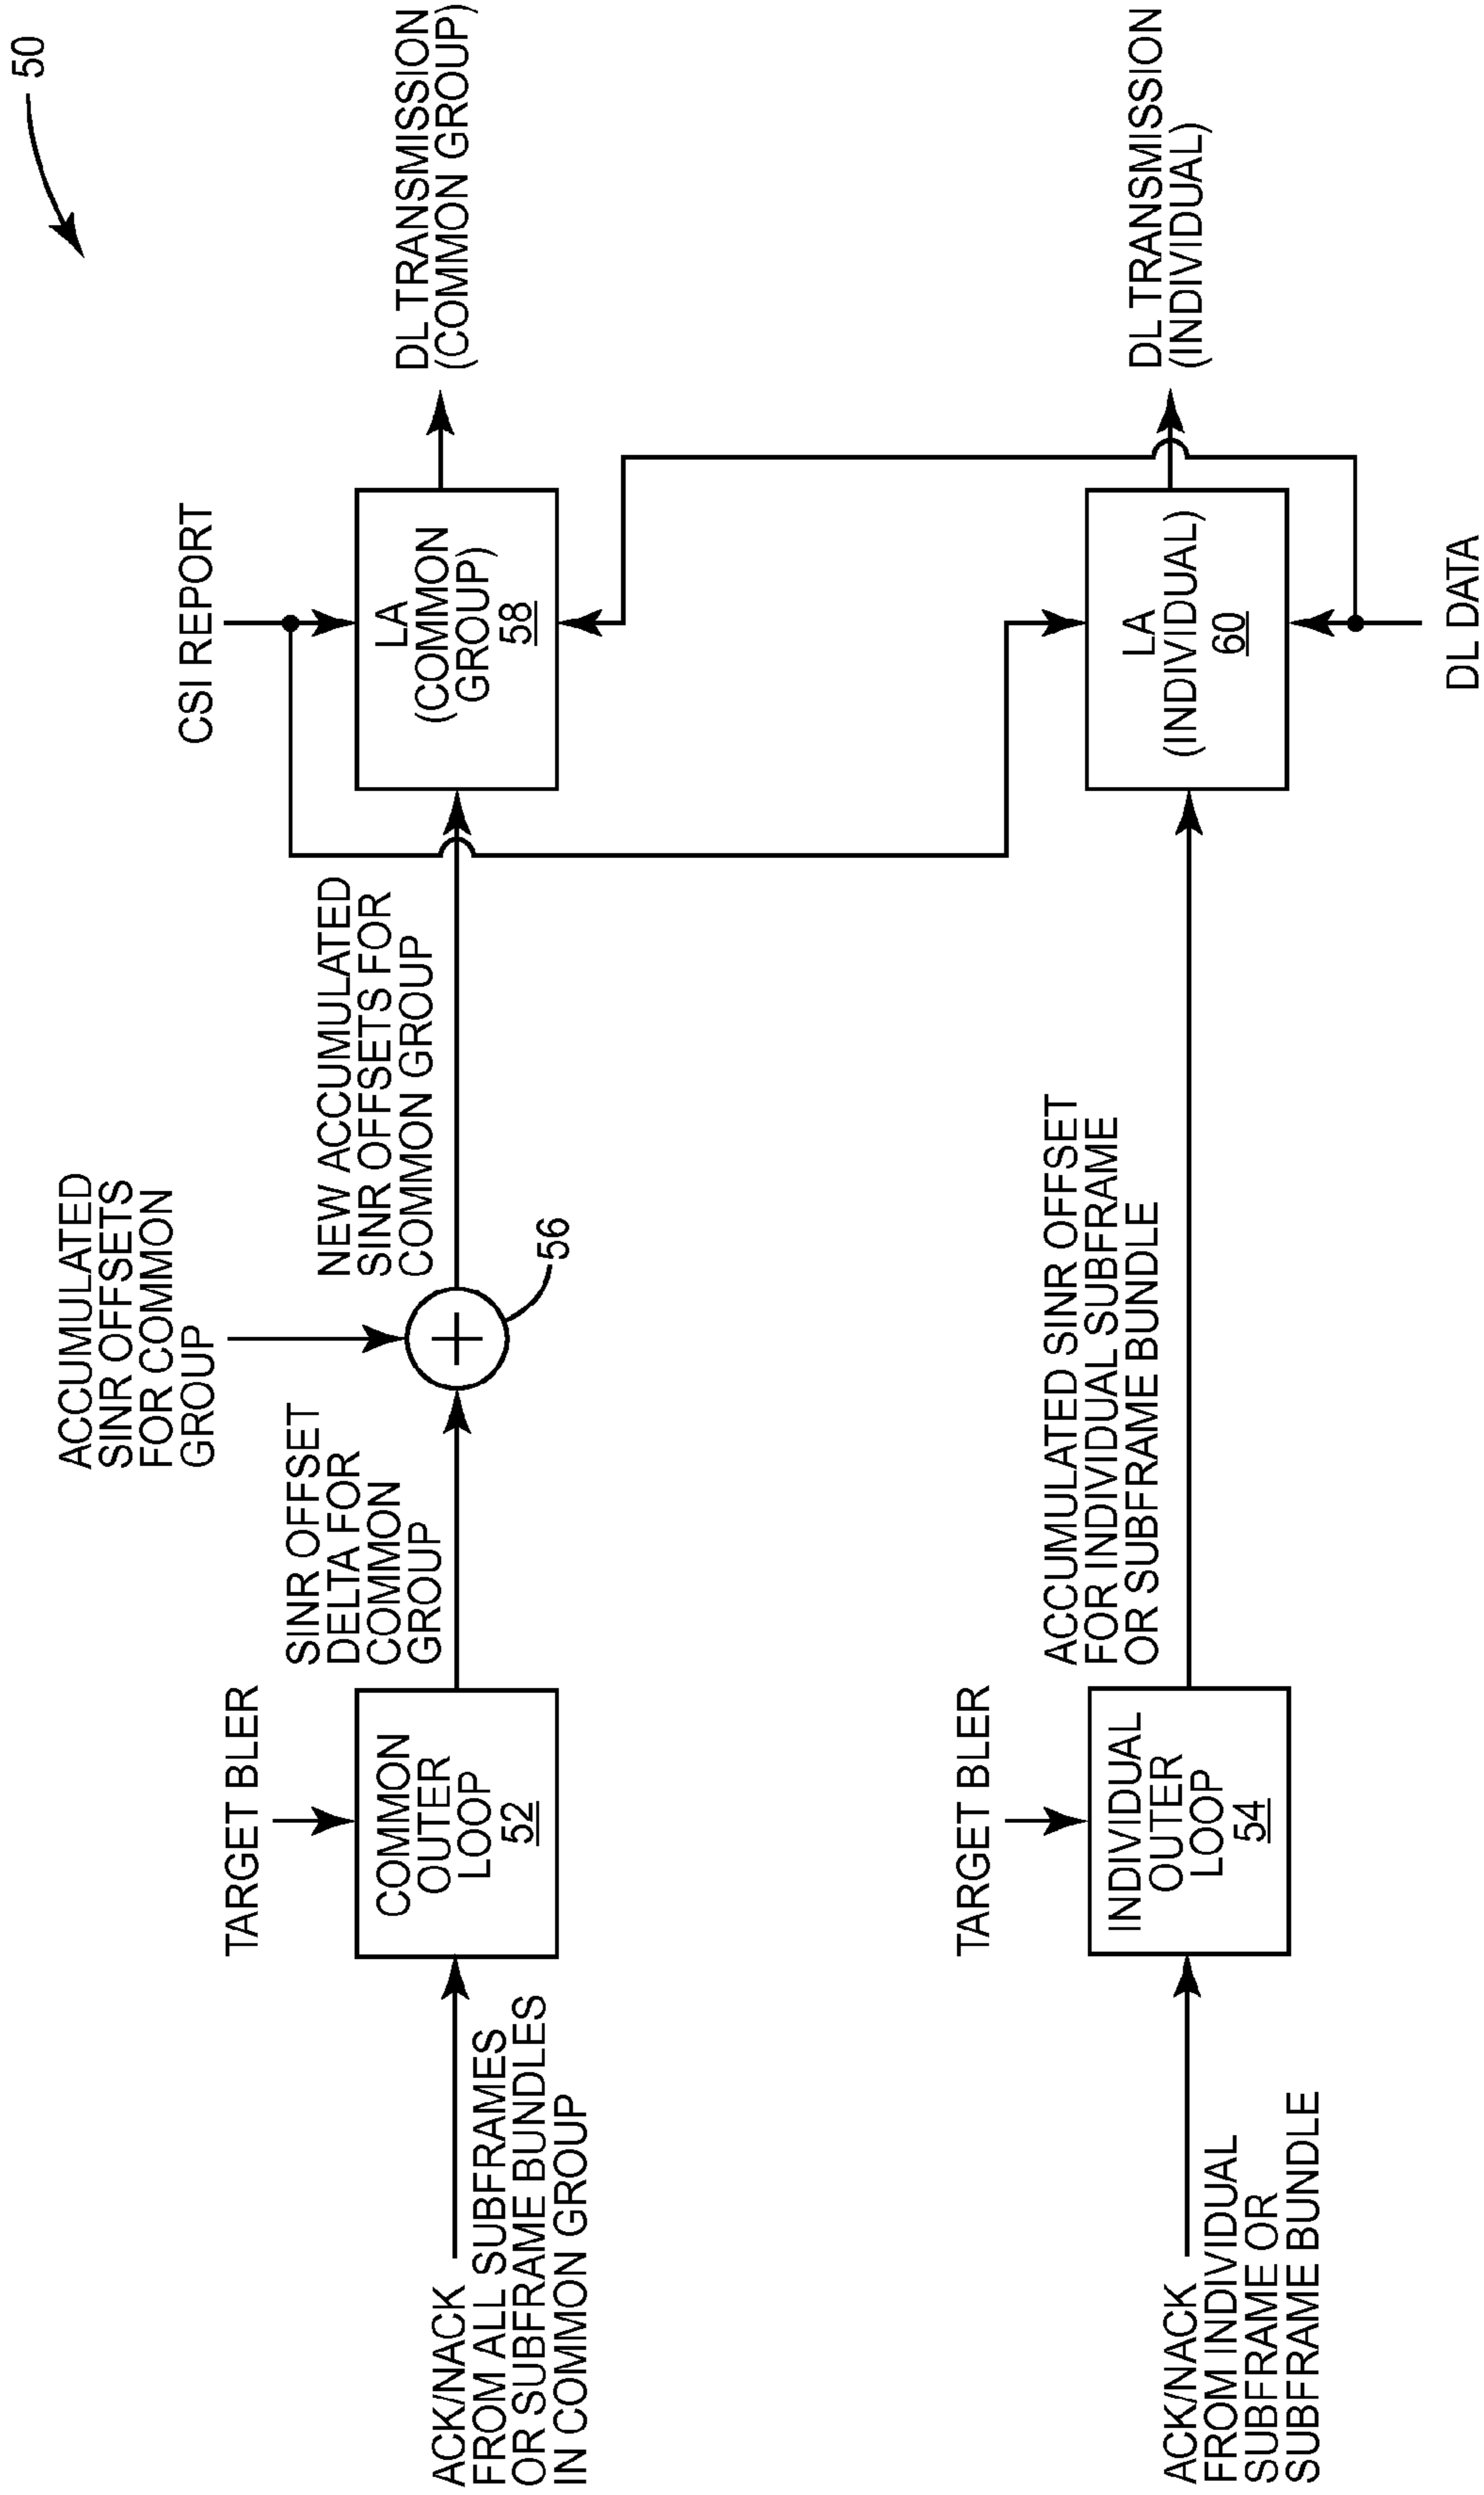 50
ACCUMULATED
SINR OFFSETS
FOR COMMON
GROUP
CSI REPORT
TARGET BLER
SINR OFFSET
DELTA FOR
COMMON
GROUP
NEW ACCUMULATED
SINR OFFSETS FOR
COMMON GROUP
ACK/NACK
FROM ALL SUBFRAMES
OR SUBFRAME BUNDLES
IN COMMON GROUP
COMMON
OUTER
LOOP
52
56
LA
(COMMON
GROUP)
58
DL TRANSMISSION
(COMMON GROUP)
TARGET BLER
ACCUMULATED SINR OFFSET
FOR INDIVIDUAL SUBFRAME
OR SUBFRAME BUNDLE
ACK/NACK
FROM INDIVIDUAL
SUBFRAME OR
SUBFRAME BUNDLE
INDIVIDUAL
OUTER
LOOP
54
LA
(INDIVIDUAL)
60
DL TRANSMISSION
(INDIVIDUAL)
DL DATA